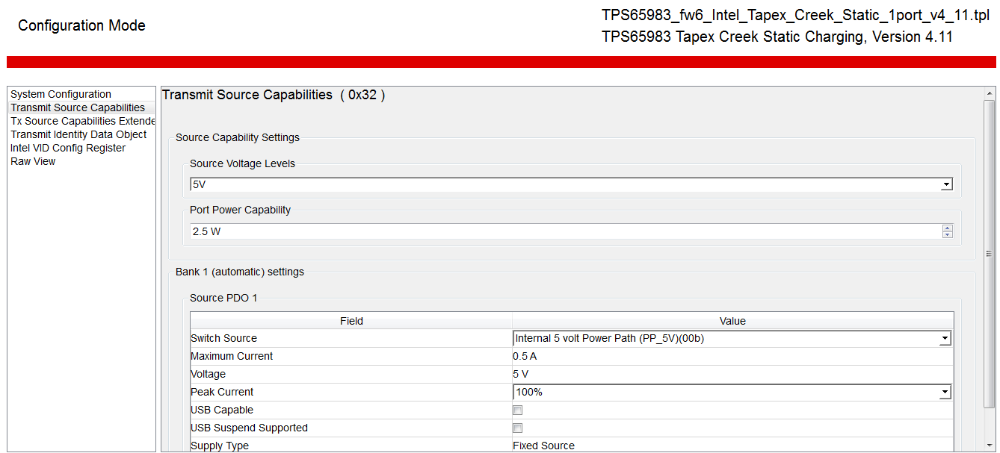 Configuration Mode
TPS65983_fw6_Intel_Tapex_Creek_Static_1port_v4_11.tpl
TPS65983 Tapex Creek Static Charging, Version 4.11
System Configuration
Transmit Source Capabilities
Tx Source Capabilities Extende
Transmit Identity Data Object
Intel VID Config Register
Raw View
Transmit Source Capabilities ( 0x32 )
Source Capability Settings
Source Voltage Levels
5V
Port Power Capability
2.5 W
Bank 1 (automatic) settings
Source PDO 1
Field Value
Switch Source Internal 5 volt Power Path (PP_5V)(00b)
Maximum Current 0.5 A
Voltage 5 V
Peak Current 100%
USB Capable
USB Suspend Supported
Supply Type Fixed Source